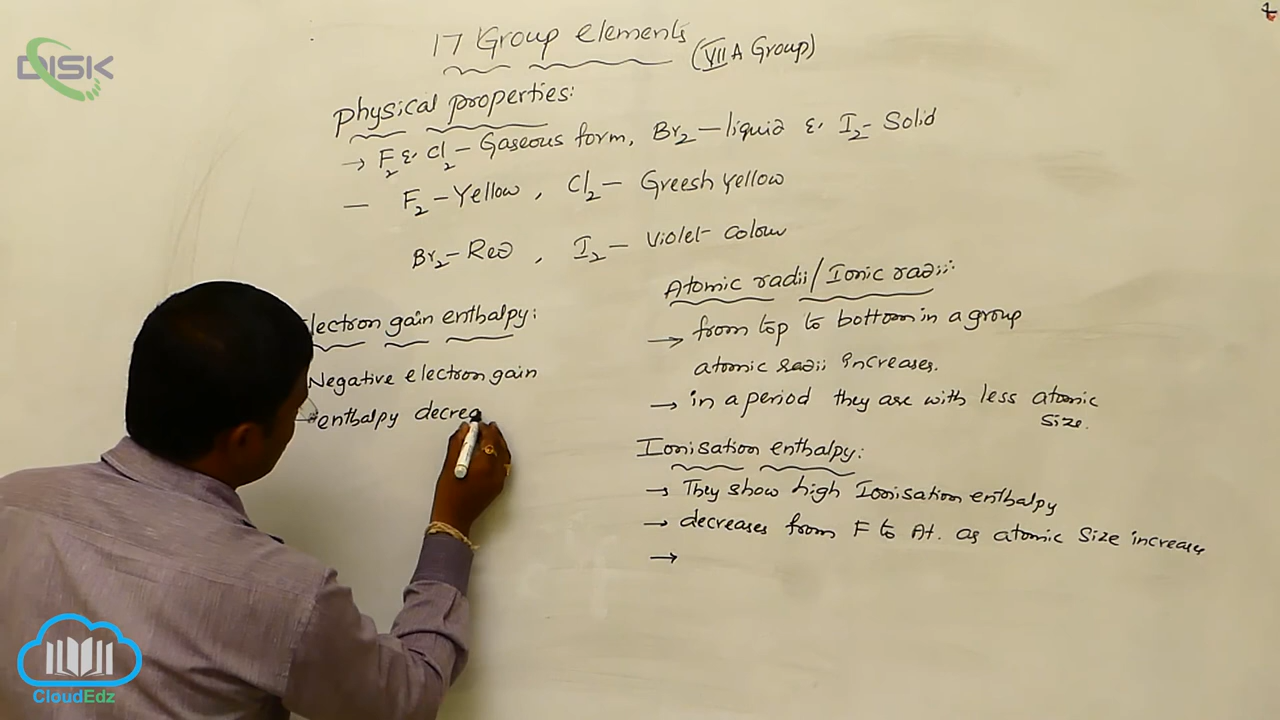 DISK
17 Group elements
(VII A Group)
Physical properties:
→ F2 & Cl2 - Gaseous form, Br2 - liquid & I2 - Solid
- F2 - Yellow, Cl2 - Greesh Yellow
Br2 - Red, I2 - Violet colour
Electron gain enthalpy:
Negative electron gain
enthalpy decrea
Atomic radii/Ionic radii:
→ from top to bottom in a group
atomic radii increases.
→ in a period they are with less atomic
size.
Ionisation enthalpy:
→ They show high Ionisation enthalpy
→ decreases from F to At. as atomic size increases
→
CloudEdz